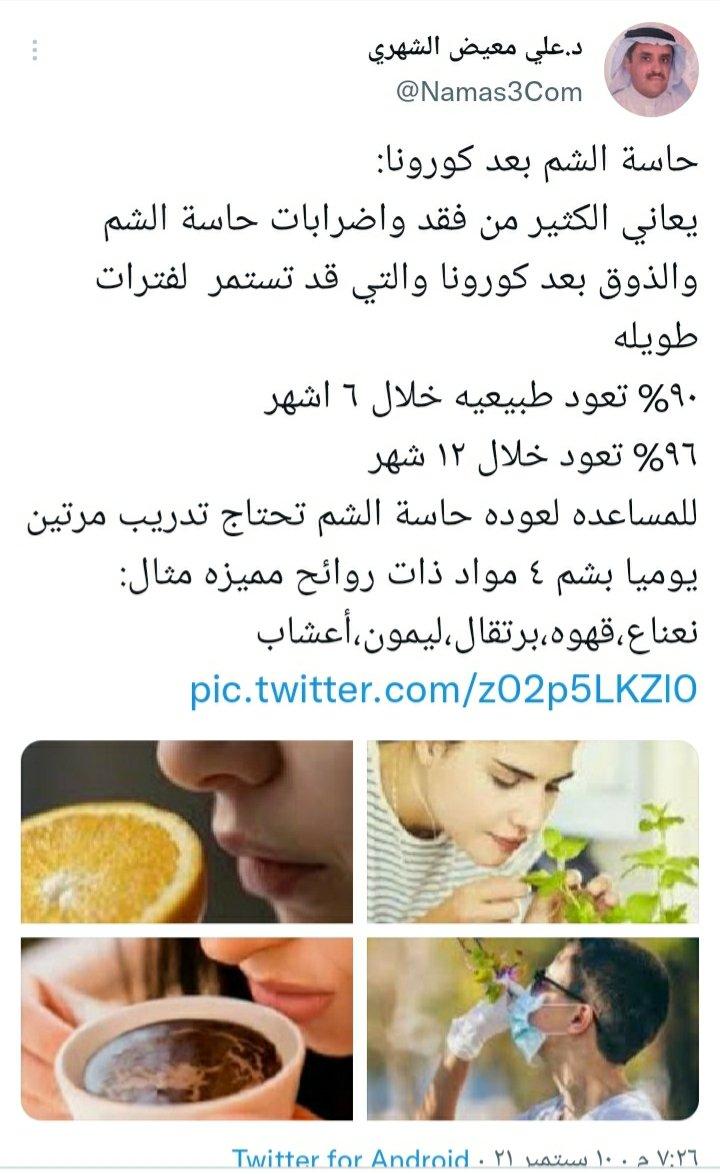 د.علي معيض الشهري
@Namas3Com
حاسة الشم بعد كورونا:
يعاني الكثير من فقد واضرابات حاسة الشم
والذوق بعد كورونا والتي قد تستمر  لفترات
طويله
٩٠% تعود طبيعيه خلال ٦ اشهر
٩٦% تعود خلال ١٢ شهر
للمساعده لعوده حاسة الشم تحتاج تدريب مرتين
يوميا بشم ٤ مواد ذات روائح مميزه مثال:
نعناع،قهوه،برتقال،ليمون،أعشاب
pic.twitter.com/zO2p5LKZIO
٧:٢٦ م · ١٠ سبتمبر ٢١ · Twitter for Android